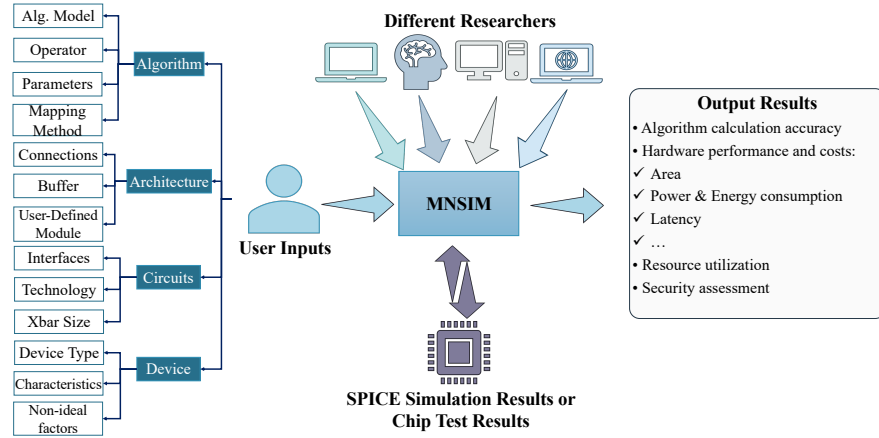 Alg. Model
Operator
Parameters
Mapping
Method
Algorithm
Connections
Buffer
User-Defined
Module
Architecture
Interfaces
Technology
Xbar Size
Circuits
Device Type
Characteristics
Non-ideal
factors
Device
User Inputs
Different Researchers
MNSIM
SPICE Simulation Results or
Chip Test Results
Output Results
• Algorithm calculation accuracy
• Hardware performance and costs:
✓ Area
✓ Power & Energy consumption
✓ Latency
✓ …
• Resource utilization
• Security assessment